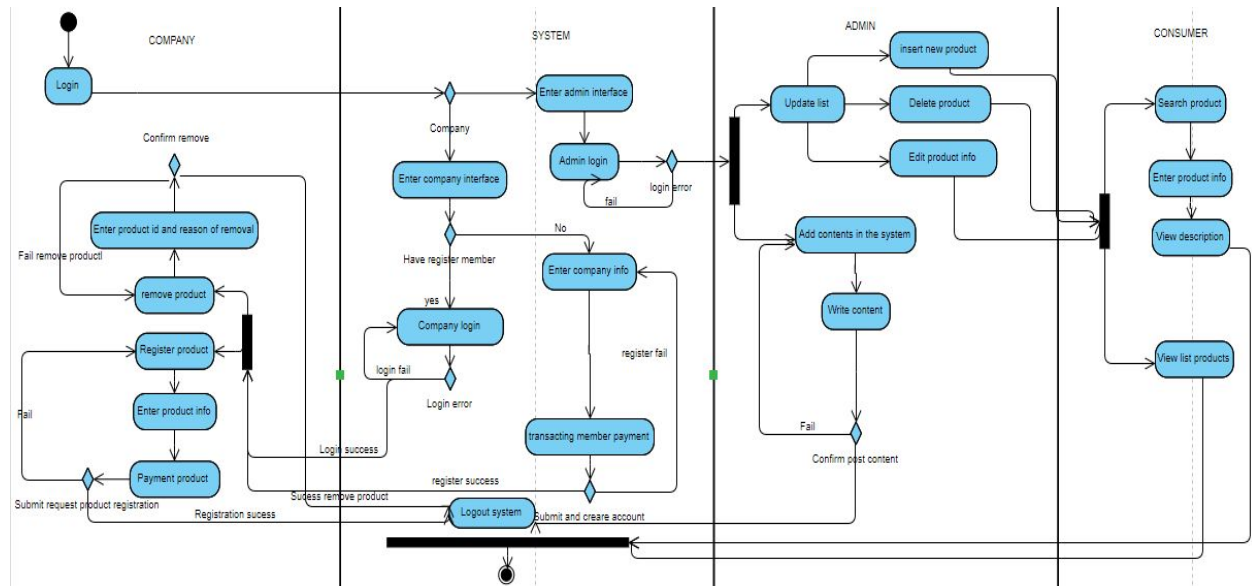 COMPANY
SYSTEM
ADMIN
CONSUMER
Login
Confirm remove
Enter product id and reason of removal
Fail remove productl
remove product
Register product
Enter product info
Fail
Payment product
Submit request product registration
Registration sucess
Company
Enter admin interface
Enter company interface
Admin login
fail
login error
No
Have register member
Enter company info
yes
Company login
login fail
Login error
register fail
Login success
transacting member payment
register success
Sucess remove product
Logout system
Submit and creare account
insert new product
Update list
Delete product
Edit product info
Add contents in the system
Write content
Fail
Confirm post content
Search product
Enter product info
View description
View list products